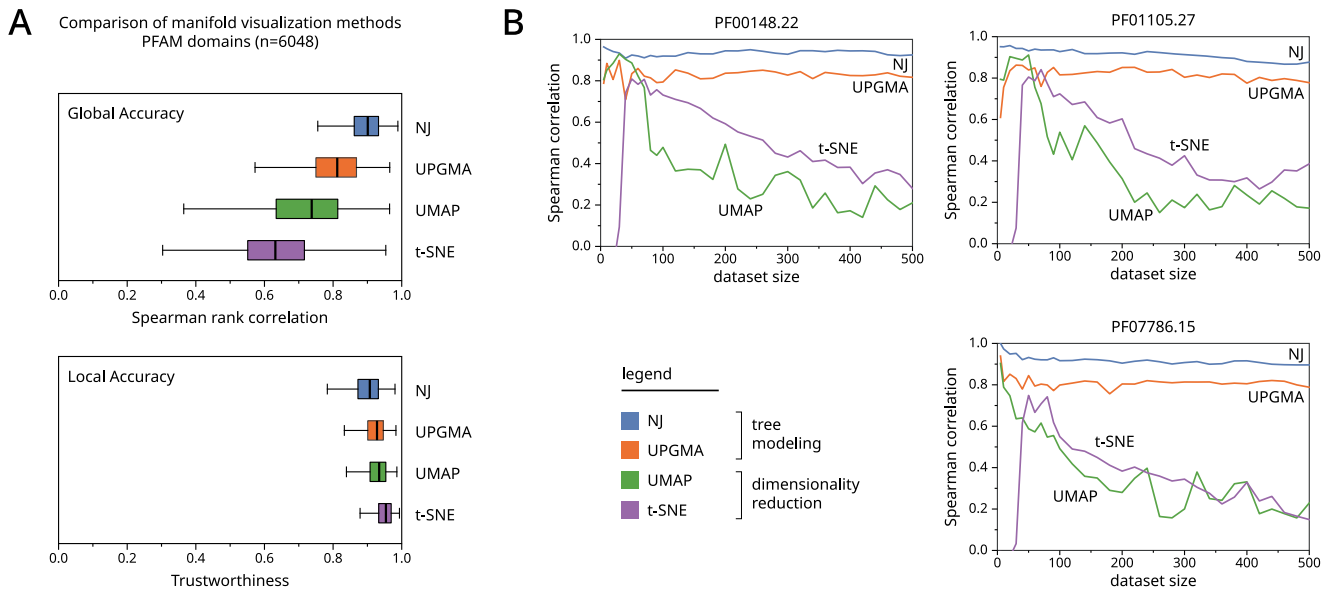 A
Comparison of manifold visualization methods
PFAM domains (n=6048)
Global Accuracy
NJ
UPGMA
UMAP
t-SNE
0.0 0.2 0.4 0.6 0.8 1.0
Spearman rank correlation
Local Accuracy
NJ
UPGMA
UMAP
t-SNE
0.0 0.2 0.4 0.6 0.8 1.0
Trustworthiness
B
PF00148.22
Spearman correlation
1.0
0.8
0.6
0.4
0.2
0.0
NJ
UPGMA
t-SNE
UMAP
0 100 200 300 400 500
dataset size
PF01105.27
Spearman correlation
1.0
0.8
0.6
0.4
0.2
0.0
NJ
UPGMA
t-SNE
UMAP
0 100 200 300 400 500
dataset size
legend
NJ
UPGMA
tree
modeling
UMAP
t-SNE
dimensionality
reduction
PF07786.15
Spearman correlation
1.0
0.8
0.6
0.4
0.2
0.0
NJ
UPGMA
t-SNE
UMAP
0 100 200 300 400 500
dataset size